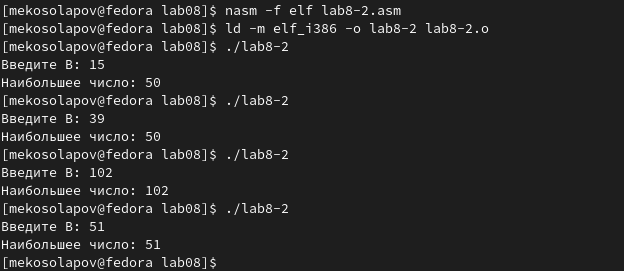 [mekosolapov@fedora lab08]$ nasm -f elf lab8-2.asm
[mekosolapov@fedora lab08]$ ld -m elf_i386 -o lab8-2 lab8-2.o
[mekosolapov@fedora lab08]$ ./lab8-2
Введите B: 15
Наибольшее число: 50
[mekosolapov@fedora lab08]$ ./lab8-2
Введите B: 39
Наибольшее число: 50
[mekosolapov@fedora lab08]$ ./lab8-2
Введите B: 102
Наибольшее число: 102
[mekosolapov@fedora lab08]$ ./lab8-2
Введите B: 51
Наибольшее число: 51
[mekosolapov@fedora lab08]$